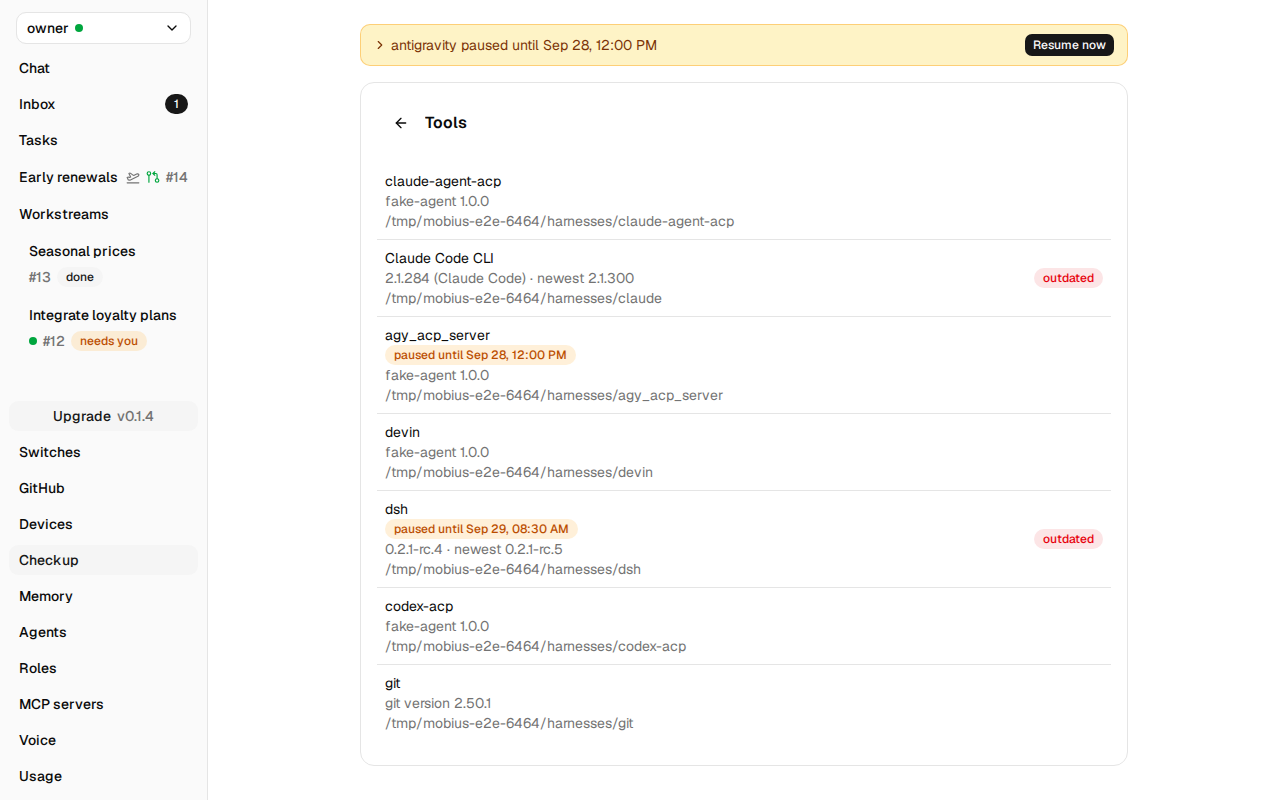 owner
Chat
Inbox 1
Tasks
Early renewals #14
Workstreams
Seasonal prices
#13 done
Integrate loyalty plans
#12 needs you
Upgrade v0.1.4
Switches
GitHub
Devices
Checkup
Memory
Agents
Roles
MCP servers
Voice
Usage
antigravity paused until Sep 28, 12:00 PM
Resume now
Tools
claude-agent-acp
fake-agent 1.0.0
/tmp/mobius-e2e-6464/harnesses/claude-agent-acp
Claude Code CLI
2.1.284 (Claude Code) · newest 2.1.300
outdated
/tmp/mobius-e2e-6464/harnesses/claude
agy_acp_server
paused until Sep 28, 12:00 PM
fake-agent 1.0.0
/tmp/mobius-e2e-6464/harnesses/agy_acp_server
devin
fake-agent 1.0.0
/tmp/mobius-e2e-6464/harnesses/devin
dsh
paused until Sep 29, 08:30 AM
outdated
0.2.1-rc.4 · newest 0.2.1-rc.5
/tmp/mobius-e2e-6464/harnesses/dsh
codex-acp
fake-agent 1.0.0
/tmp/mobius-e2e-6464/harnesses/codex-acp
git
git version 2.50.1
/tmp/mobius-e2e-6464/harnesses/git